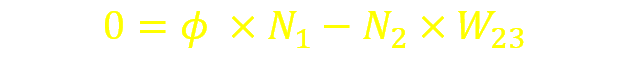 0 = ϕ × N₁ − N₂ × W₂₃